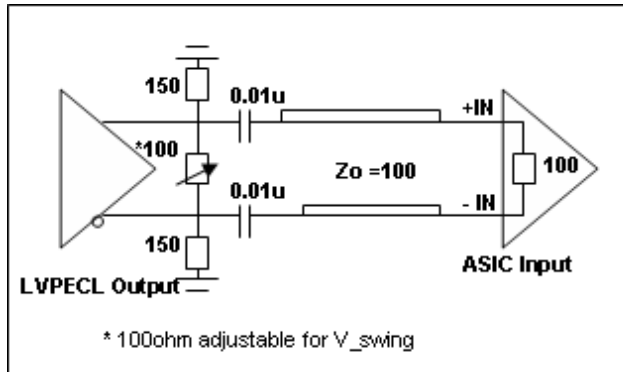 150
0.01u
+IN
*100
100
Zo =100
0.01u
- IN
150
ASIC Input
LVPECL Output
* 100ohm adjustable for V_swing